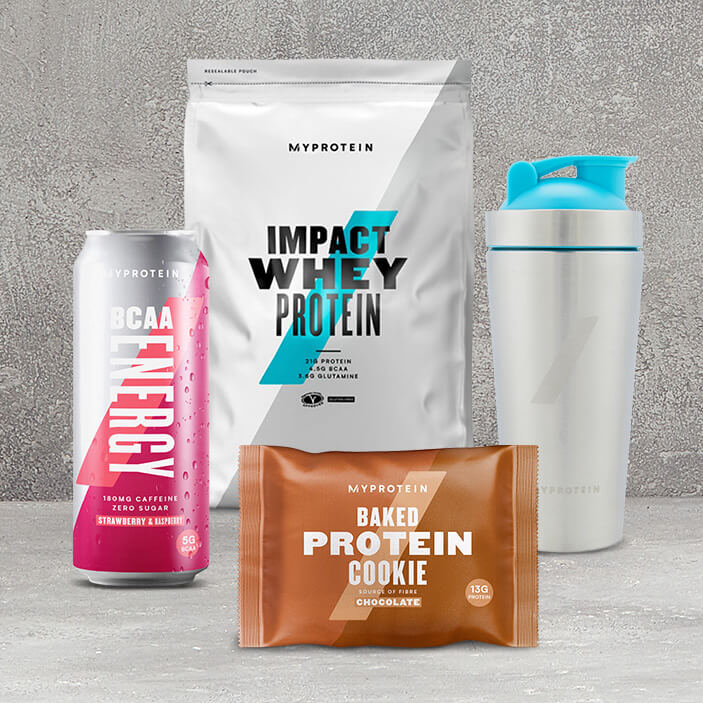 RESEALABLE POUCH
MYPROTEIN
IMPACT
WHEY
PROTEIN
21G PROTEIN
4.5G BCAA
3.6G GLUTAMINE
MYPROTEIN
BCAA
ENERGY
180MG CAFFEINE
ZERO SUGAR
STRAWBERRY & RASPBERRY
5G
BCAA
MYPROTEIN
MYPROTEIN
BAKED
PROTEIN
COOKIE
SOURCE OF FIBRE
CHOCOLATE
13G
PROTEIN